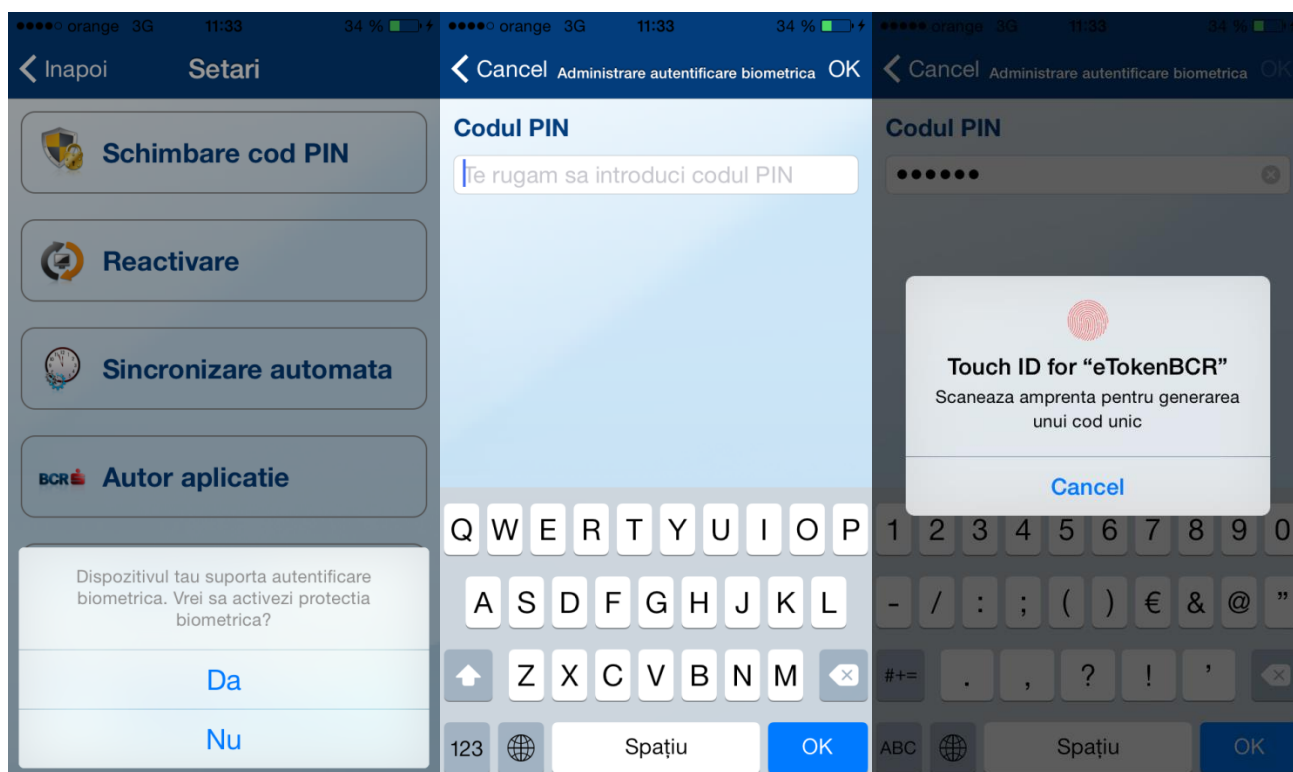 orange 3G 11:33 34 %
Inapoi Setari
Schimbare cod PIN
Reactivare
Sincronizare automata
BCR Autor aplicatie
Dispozitivul tau suporta autentificare
biometrica. Vrei sa activezi protectia
biometrica?
Da
Nu
orange 3G 11:33 34 %
Cancel Administrare autentificare biometrica OK
Codul PIN
Te rugam sa introduci codul PIN
Q W E R T Y U I O P
A S D F G H J K L
Z X C V B N M
123 Spațiu OK
orange 3G 11:33 34 %
Cancel Administrare autentificare biometrica OK
Codul PIN
••••••
Touch ID for “eTokenBCR”
Scaneaza amprenta pentru generarea
unui cod unic
Cancel
1 2 3 4 5 6 7 8 9 0
- / : ; ( ) € & @ ”
#+= . , ? ! ’
ABC Spațiu OK